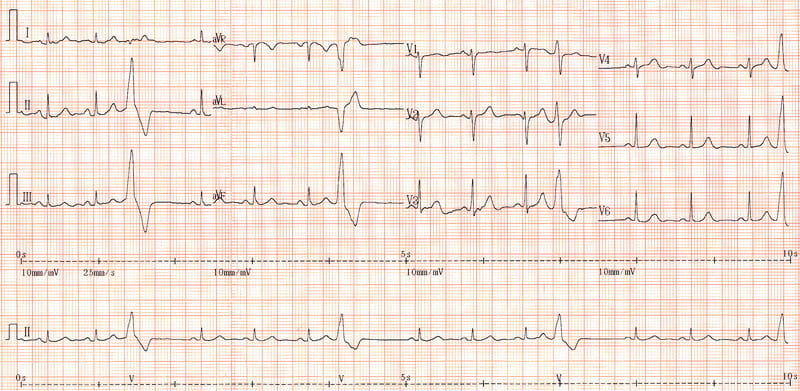 I aVR V1 V4
II aVL V2 V5
III aVF V3 V6
0s 5s 10s
10mm/mV 25mm/s 10mm/mV 10mm/mV 10mm/mV
II
0s V V 5s V 10s